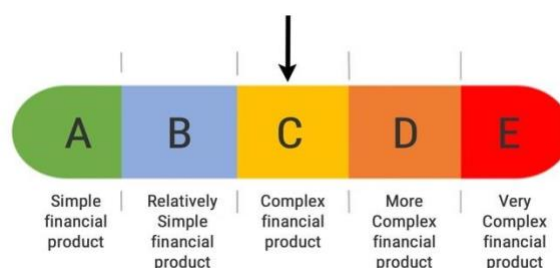 A B C D E
Simple
financial
product
Relatively
Simple
financial
product
Complex
financial
product
More
Complex
financial
product
Very
Complex
financial
product